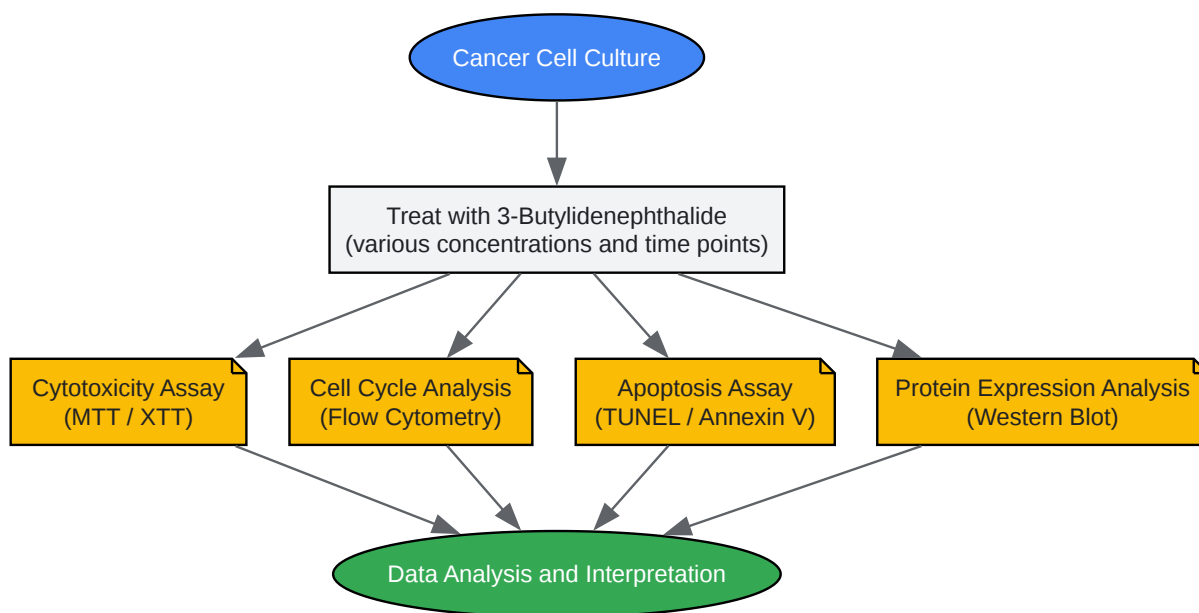 Cancer Cell Culture
Treat with 3-Butylidenephthalide
(various concentrations and time points)
Cytotoxicity Assay
(MTT / XTT)
Cell Cycle Analysis
(Flow Cytometry)
Apoptosis Assay
(TUNEL / Annexin V)
Protein Expression Analysis
(Western Blot)
Data Analysis and Interpretation